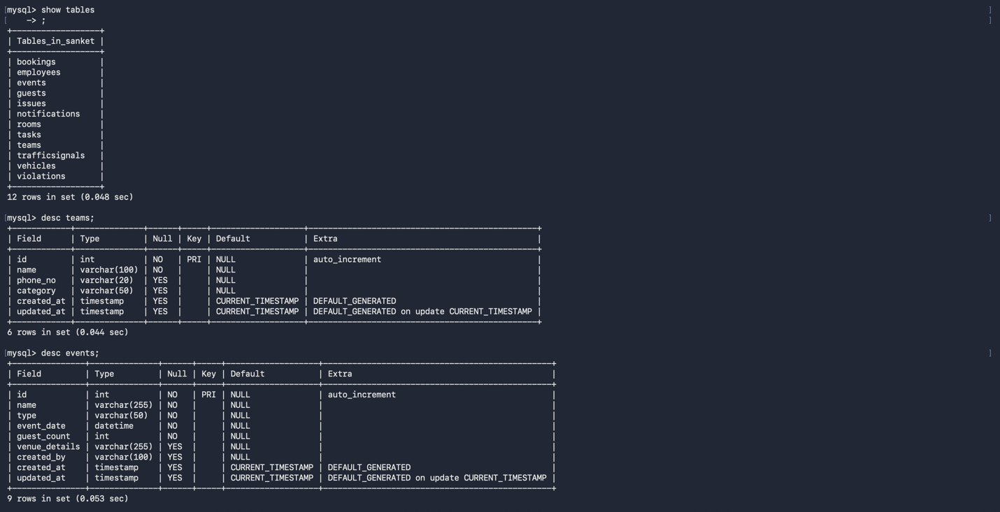 [mysql> show tables ]
[    -> ; ]
+------------------+
| Tables_in_sanket |
+------------------+
| bookings         |
| employees        |
| events           |
| guests           |
| issues           |
| notifications    |
| rooms            |
| tasks            |
| teams            |
| trafficsignals   |
| vehicles         |
| violations       |
+------------------+
12 rows in set (0.048 sec)
[mysql> desc teams; ]
+------------+--------------+------+-----+-------------------+-----------------------------------------------+
| Field      | Type         | Null | Key | Default           | Extra                                         |
+------------+--------------+------+-----+-------------------+-----------------------------------------------+
| id         | int          | NO   | PRI | NULL              | auto_increment                                |
| name       | varchar(100) | NO   |     | NULL              |                                               |
| phone_no   | varchar(20)  | YES  |     | NULL              |                                               |
| category   | varchar(50)  | YES  |     | NULL              |                                               |
| created_at | timestamp    | YES  |     | CURRENT_TIMESTAMP | DEFAULT_GENERATED                             |
| updated_at | timestamp    | YES  |     | CURRENT_TIMESTAMP | DEFAULT_GENERATED on update CURRENT_TIMESTAMP |
+------------+--------------+------+-----+-------------------+-----------------------------------------------+
6 rows in set (0.044 sec)
[mysql> desc events; ]
+---------------+--------------+------+-----+-------------------+-----------------------------------------------+
| Field         | Type         | Null | Key | Default           | Extra                                         |
+---------------+--------------+------+-----+-------------------+-----------------------------------------------+
| id            | int          | NO   | PRI | NULL              | auto_increment                                |
| name          | varchar(255) | NO   |     | NULL              |                                               |
| type          | varchar(50)  | NO   |     | NULL              |                                               |
| event_date    | datetime     | NO   |     | NULL              |                                               |
| guest_count   | int          | NO   |     | NULL              |                                               |
| venue_details | varchar(255) | YES  |     | NULL              |                                               |
| created_by    | varchar(100) | YES  |     | NULL              |                                               |
| created_at    | timestamp    | YES  |     | CURRENT_TIMESTAMP | DEFAULT_GENERATED                             |
| updated_at    | timestamp    | YES  |     | CURRENT_TIMESTAMP | DEFAULT_GENERATED on update CURRENT_TIMESTAMP |
+---------------+--------------+------+-----+-------------------+-----------------------------------------------+
9 rows in set (0.053 sec)